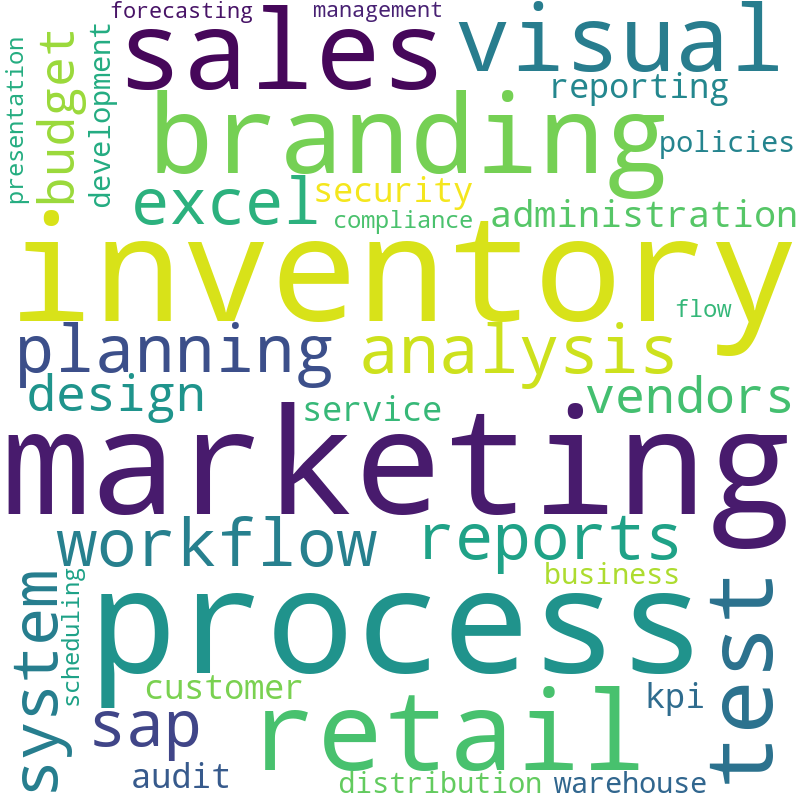 forecasting
management
sales
visual
presentation
budget
development
reporting
branding
policies
excel
security
compliance
administration
inventory
flow
planning
analysis
design
service
vendors
marketing
workflow
reports
business
system
scheduling
process
test
customer
kpi
sap
retail
audit
distribution
warehouse